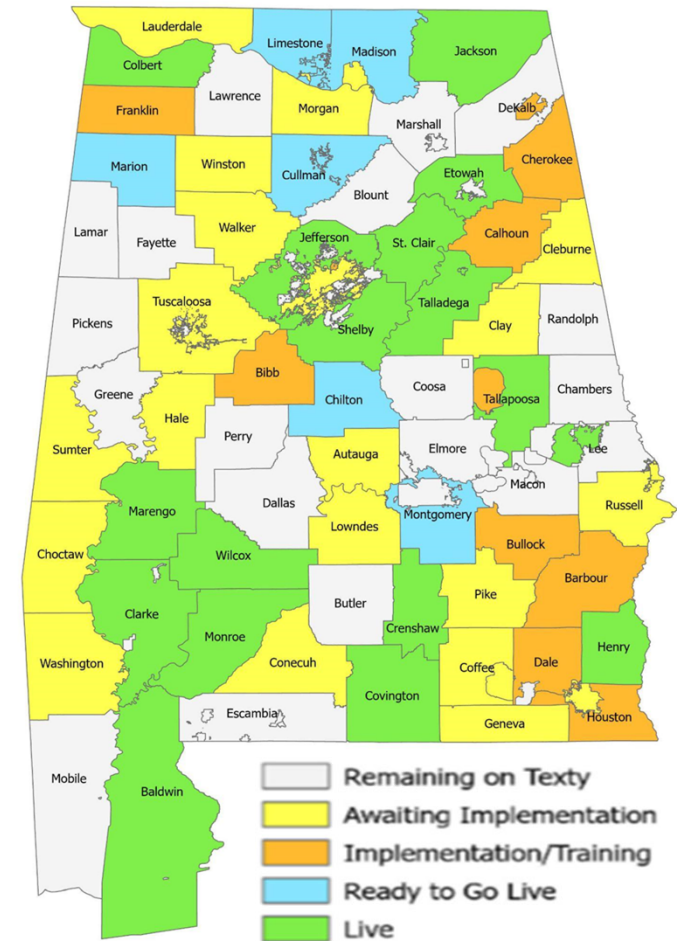 Lauderdale
Limestone
Madison
Jackson
Colbert
Lawrence
Morgan
Franklin
Marshall
DeKalb
Cherokee
Marion
Winston
Cullman
Etowah
Blount
Lamar
Fayette
Walker
Jefferson
St. Clair
Calhoun
Cleburne
Tuscaloosa
Talladega
Pickens
Shelby
Clay
Randolph
Bibb
Greene
Hale
Chilton
Coosa
Tallapoosa
Chambers
Sumter
Perry
Autauga
Elmore
Lee
Macon
Marengo
Dallas
Montgomery
Russell
Choctaw
Lowndes
Wilcox
Bullock
Barbour
Clarke
Butler
Pike
Monroe
Crenshaw
Henry
Washington
Conecuh
Coffee
Dale
Covington
Escambia
Geneva
Houston
Mobile
Baldwin
Remaining on Texty
Awaiting Implementation
Implementation/Training
Ready to Go Live
Live